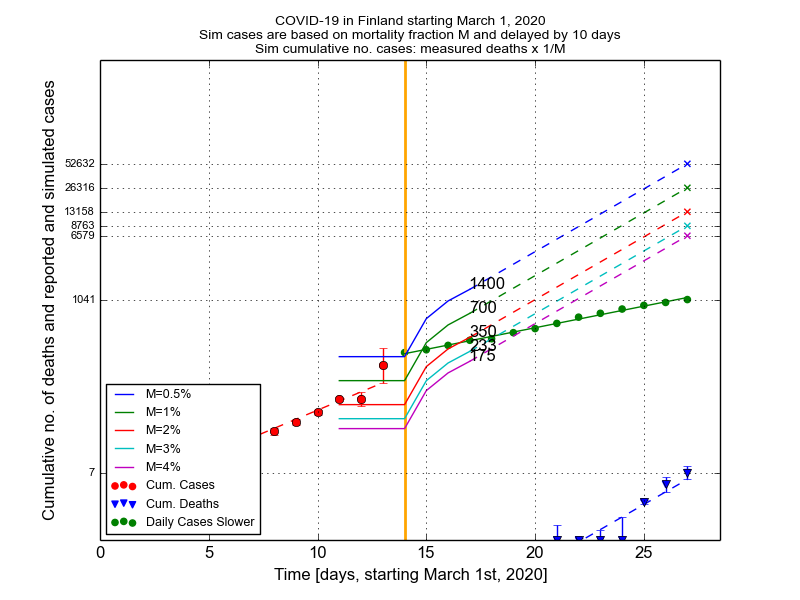 COVID-19 in Finland starting March 1, 2020
Sim cases are based on mortality fraction M and delayed by 10 days
Sim cumulative no. cases: measured deaths x 1/M
Cumulative no. of deaths and reported and simulated cases
52632
26316
13158
8763
6579
1041
7
1400
700
350
233
175
M=0.5%
M=1%
M=2%
M=3%
M=4%
Cum. Cases
Cum. Deaths
Daily Cases Slower
0 5 10 15 20 25
Time [days, starting March 1st, 2020]